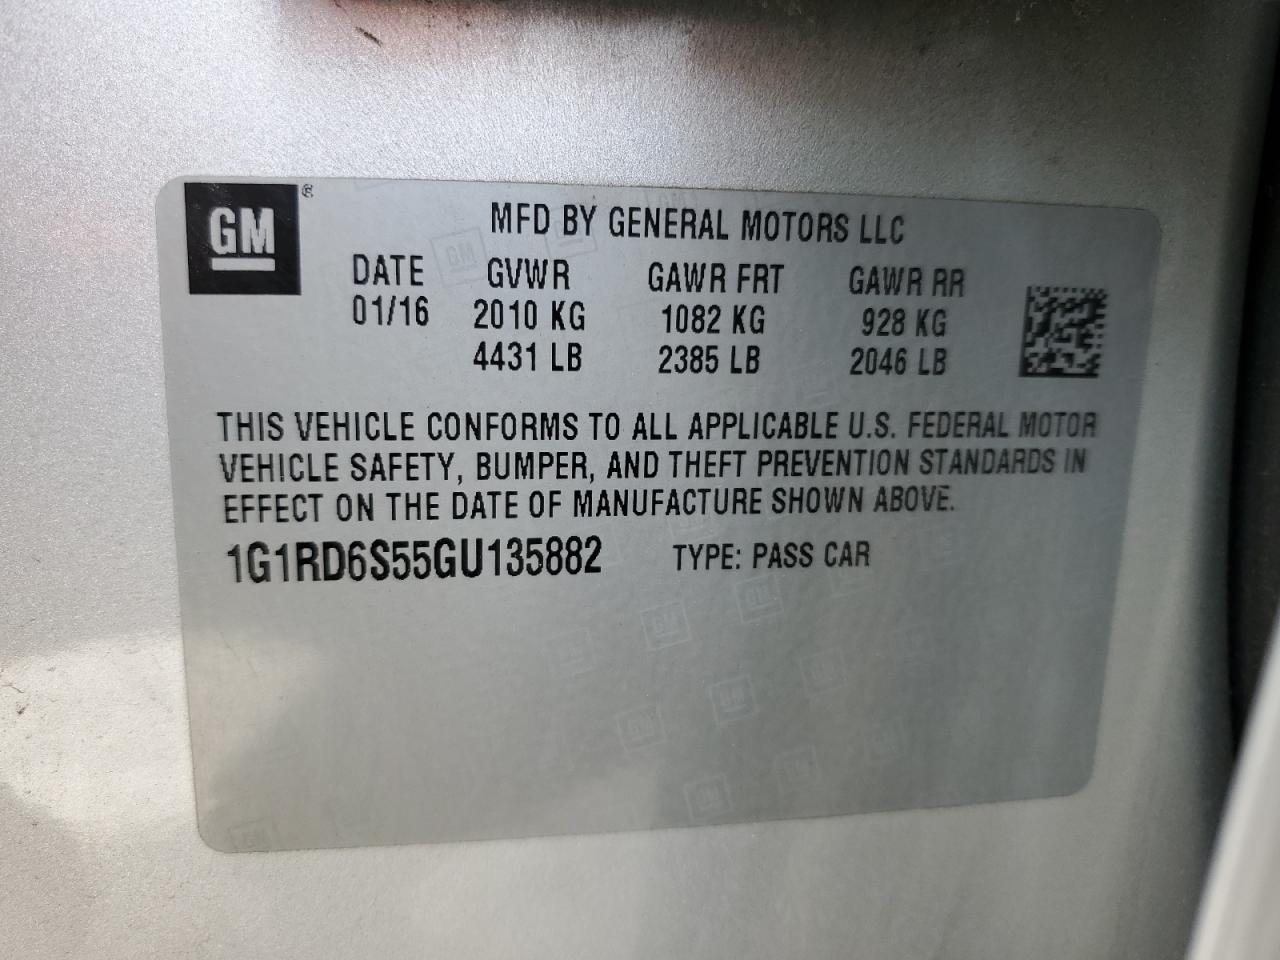 GM®
MFD BY GENERAL MOTORS LLC
DATE GVWR GAWR FRT GAWR RR
01/16 2010 KG 1082 KG 928 KG
4431 LB 2385 LB 2046 LB
THIS VEHICLE CONFORMS TO ALL APPLICABLE U.S. FEDERAL MOTOR
VEHICLE SAFETY, BUMPER, AND THEFT PREVENTION STANDARDS IN
EFFECT ON THE DATE OF MANUFACTURE SHOWN ABOVE.
1G1RD6S55GU135882 TYPE: PASS CAR